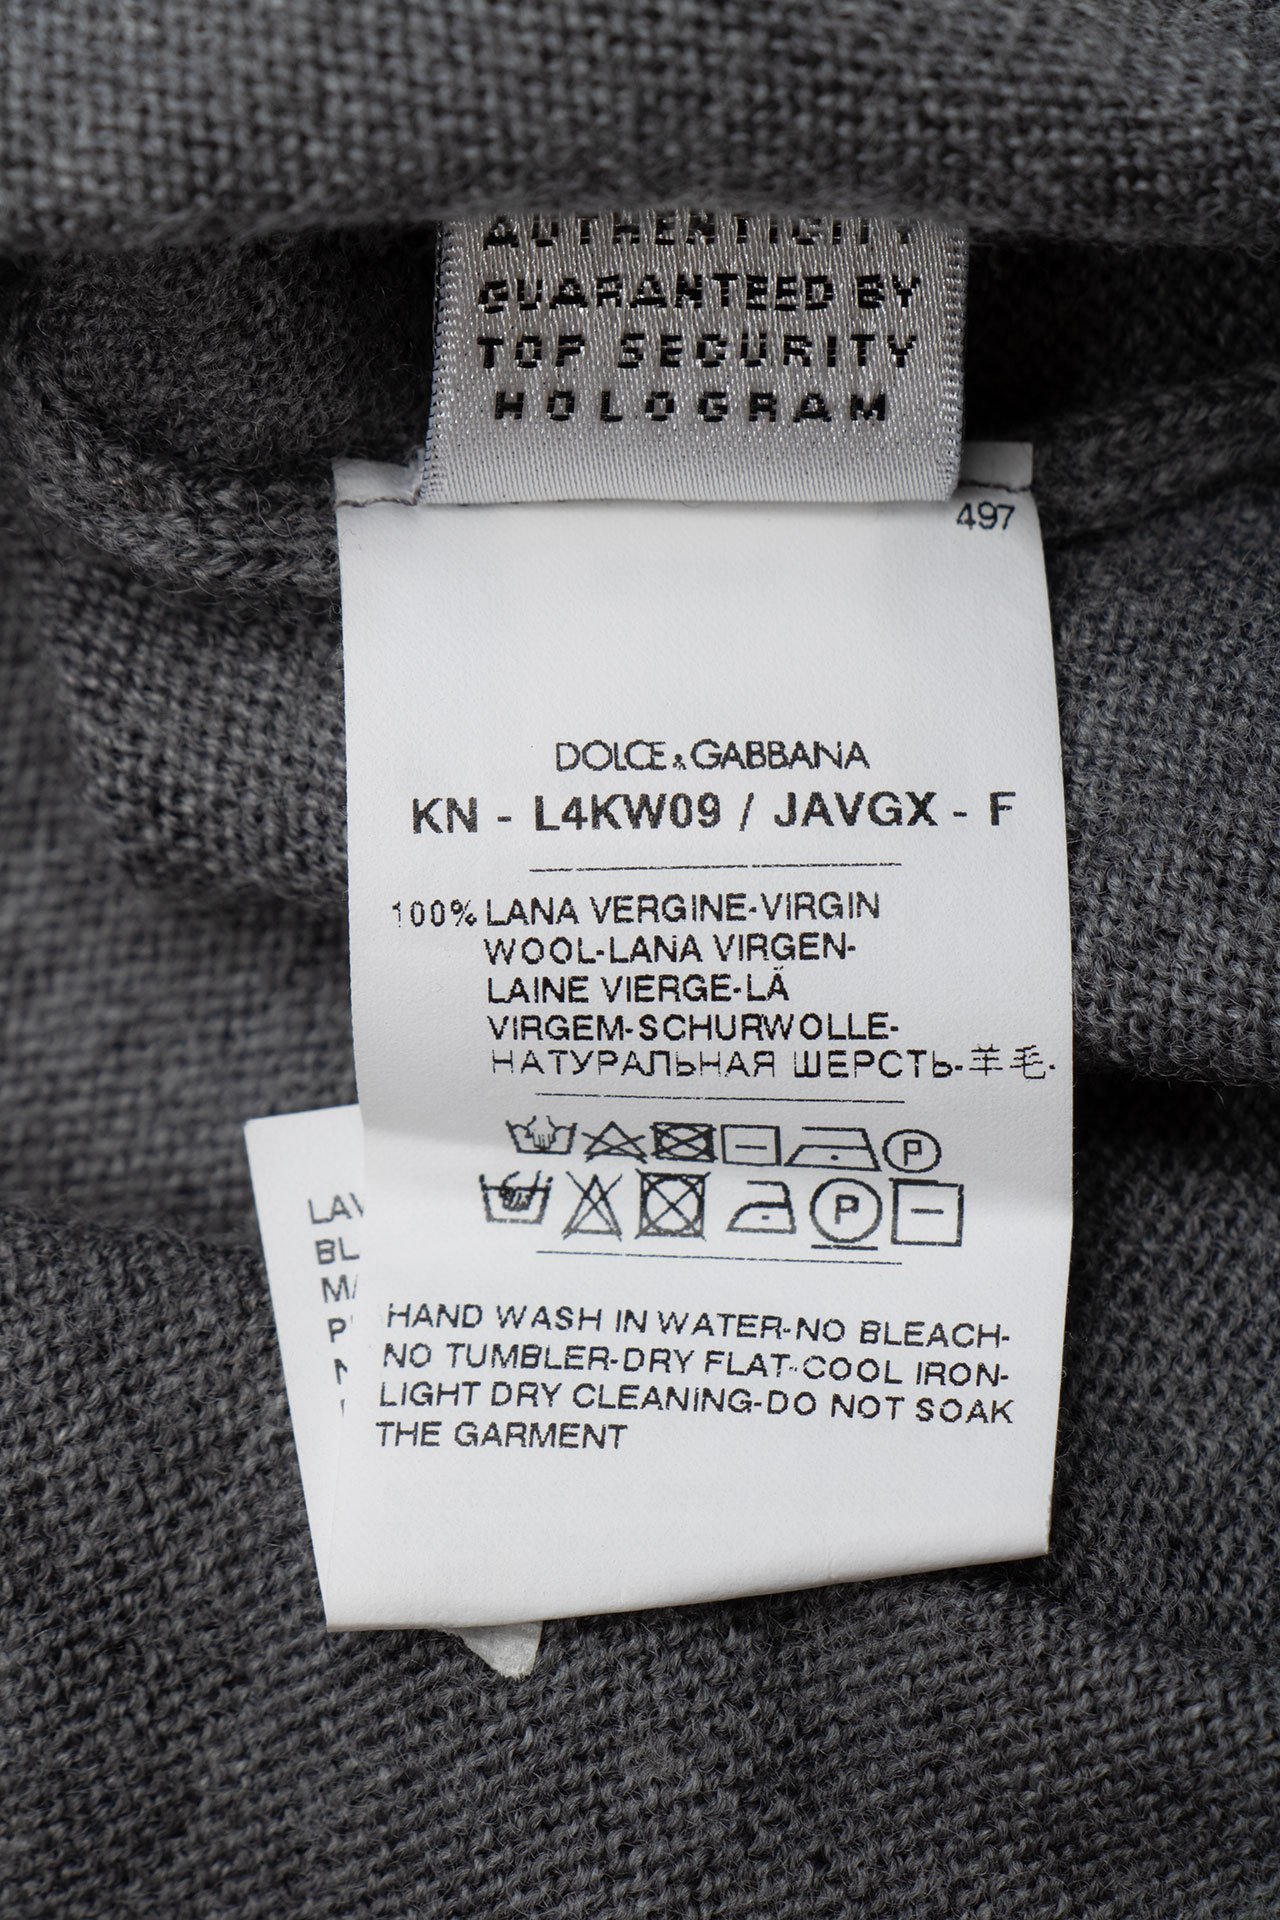 AUTHENTICITY
GUARANTEED BY
TOP SECURITY
HOLOGRAM
497
DOLCE & GABBANA
KN - L4KW09 / JAVGX - F
100% LANA VERGINE-VIRGIN
WOOL-LANA VIRGEN-
LAINE VIERGE-LÃ
VIRGEM-SCHURWOLLE-
НАТУРАЛЬНАЯ ШЕРСТЬ-羊毛-
P
P
HAND WASH IN WATER-NO BLEACH-
NO TUMBLER-DRY FLAT-COOL IRON-
LIGHT DRY CLEANING-DO NOT SOAK
THE GARMENT
LAV
BL